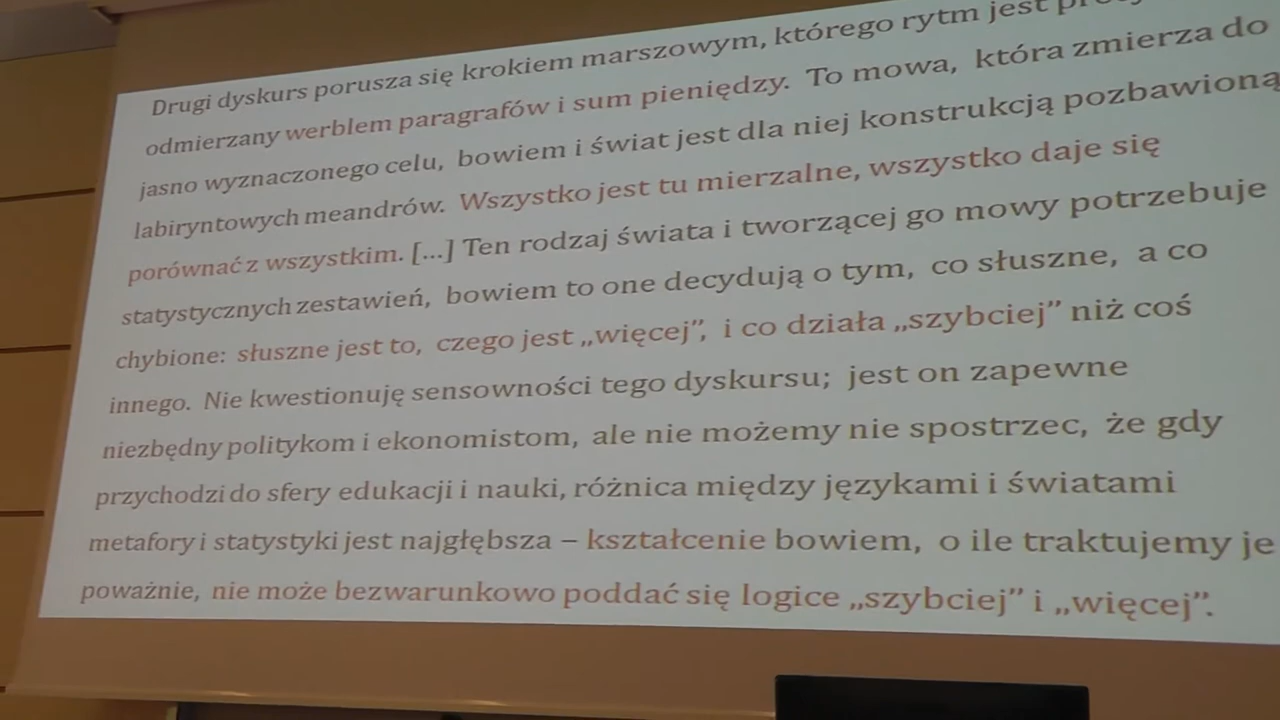 Drugi dyskurs porusza się krokiem marszowym, którego rytm jest
odmierzany werblem paragrafów i sum pieniędzy. To mowa, która zmierza do
jasno wyznaczonego celu, bowiem i świat jest dla niej konstrukcją pozbawioną
labiryntowych meandrów. Wszystko jest tu mierzalne, wszystko daje się
porównać z wszystkim. [...] Ten rodzaj świata i tworzącej go mowy potrzebuje
statystycznych zestawień, bowiem to one decydują o tym, co słuszne, a co
chybione: słuszne jest to, czego jest „więcej”, i co działa „szybciej” niż coś
innego. Nie kwestionuję sensowności tego dyskursu; jest on zapewne
niezbędny politykom i ekonomistom, ale nie możemy nie spostrzec, że gdy
przychodzi do sfery edukacji i nauki, różnica między językami i światami
metafory i statystyki jest najgłębsza – kształcenie bowiem, o ile traktujemy je
poważnie, nie może bezwarunkowo poddać się logice „szybciej” i „więcej”.